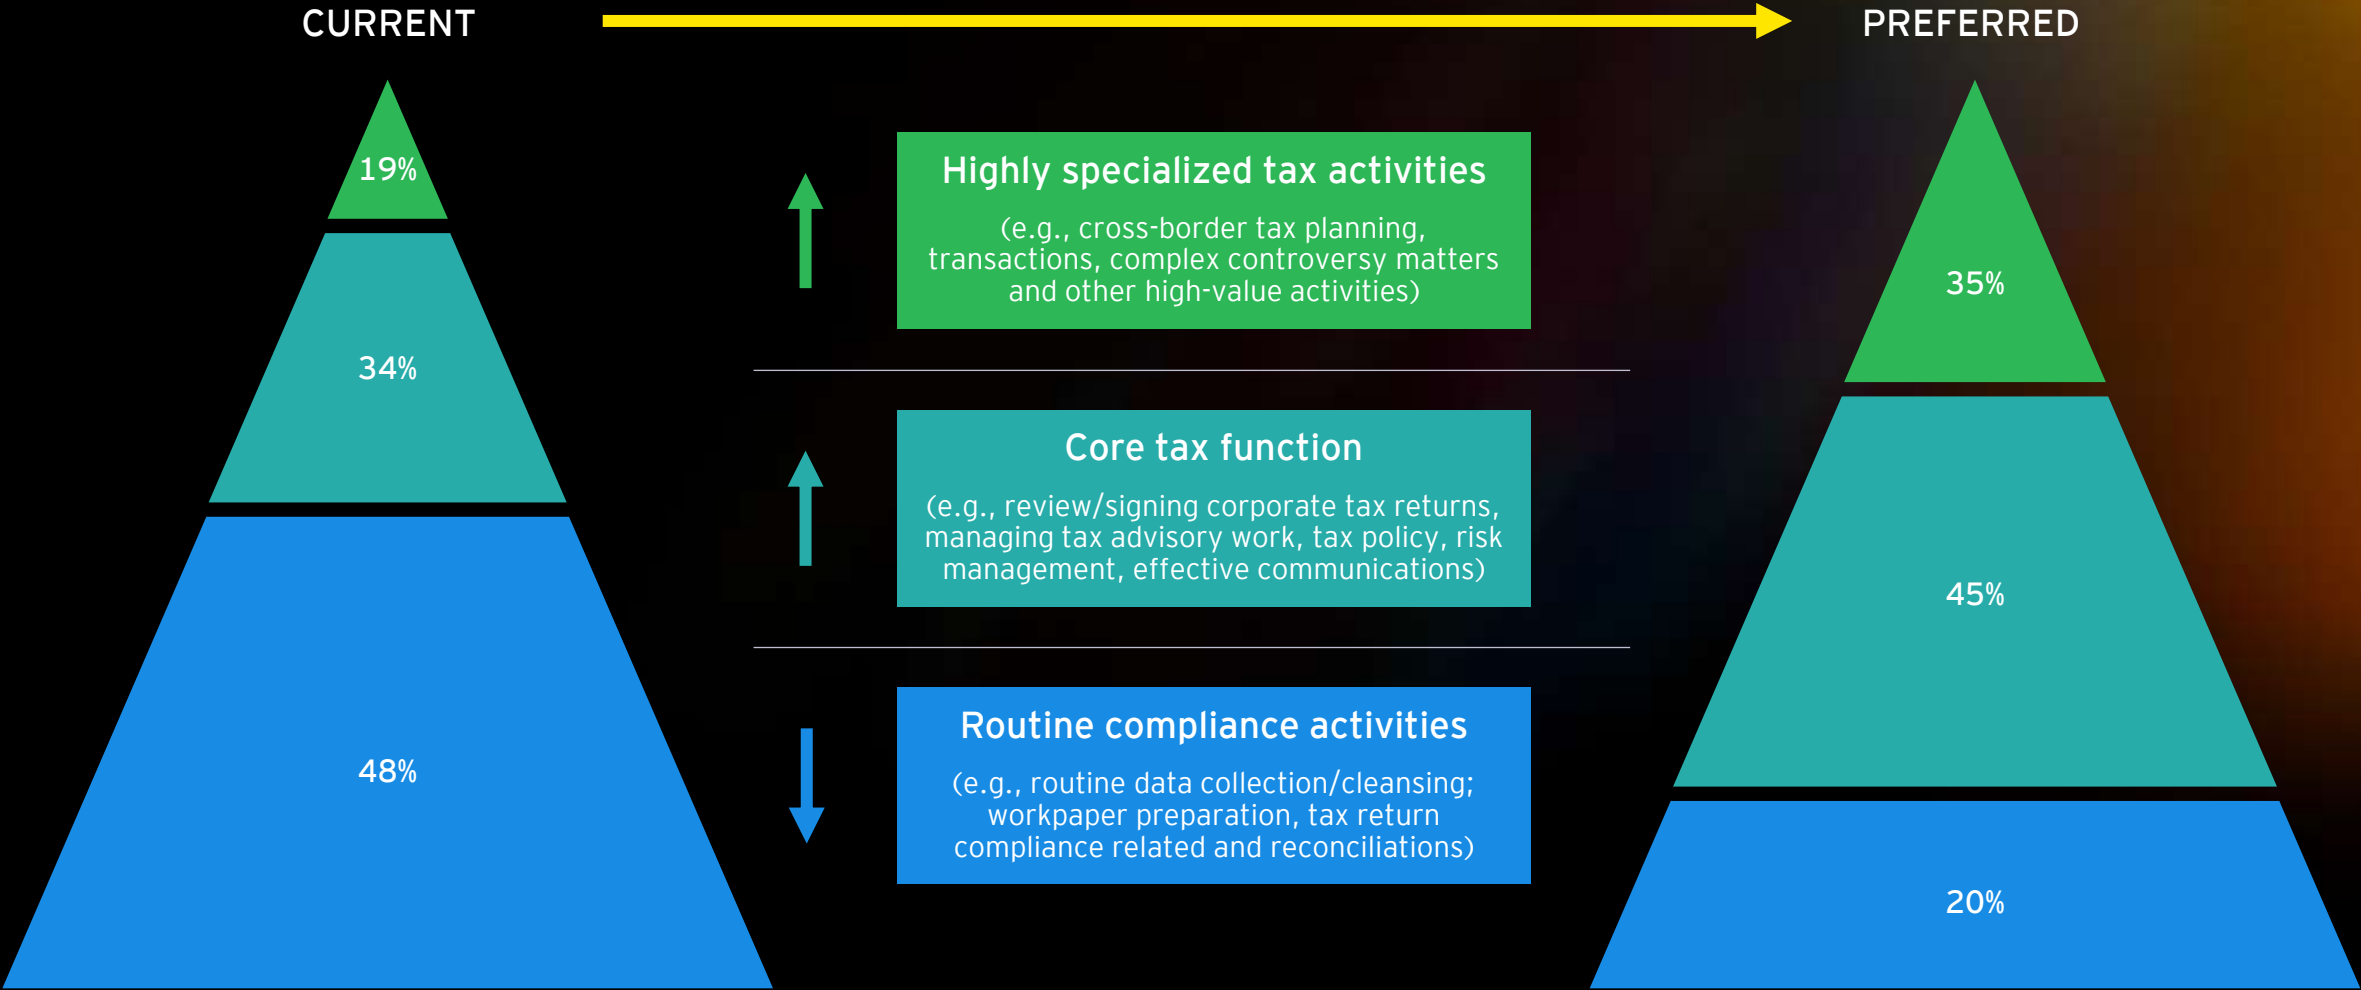 CURRENT
PREFERRED
19%
34%
48%
Highly specialized tax activities
(e.g., cross-border tax planning,
transactions, complex controversy matters
and other high-value activities)
Core tax function
(e.g., review/signing corporate tax returns,
managing tax advisory work, tax policy, risk
management, effective communications)
Routine compliance activities
(e.g., routine data collection/cleansing;
workpaper preparation, tax return
compliance related and reconciliations)
35%
45%
20%